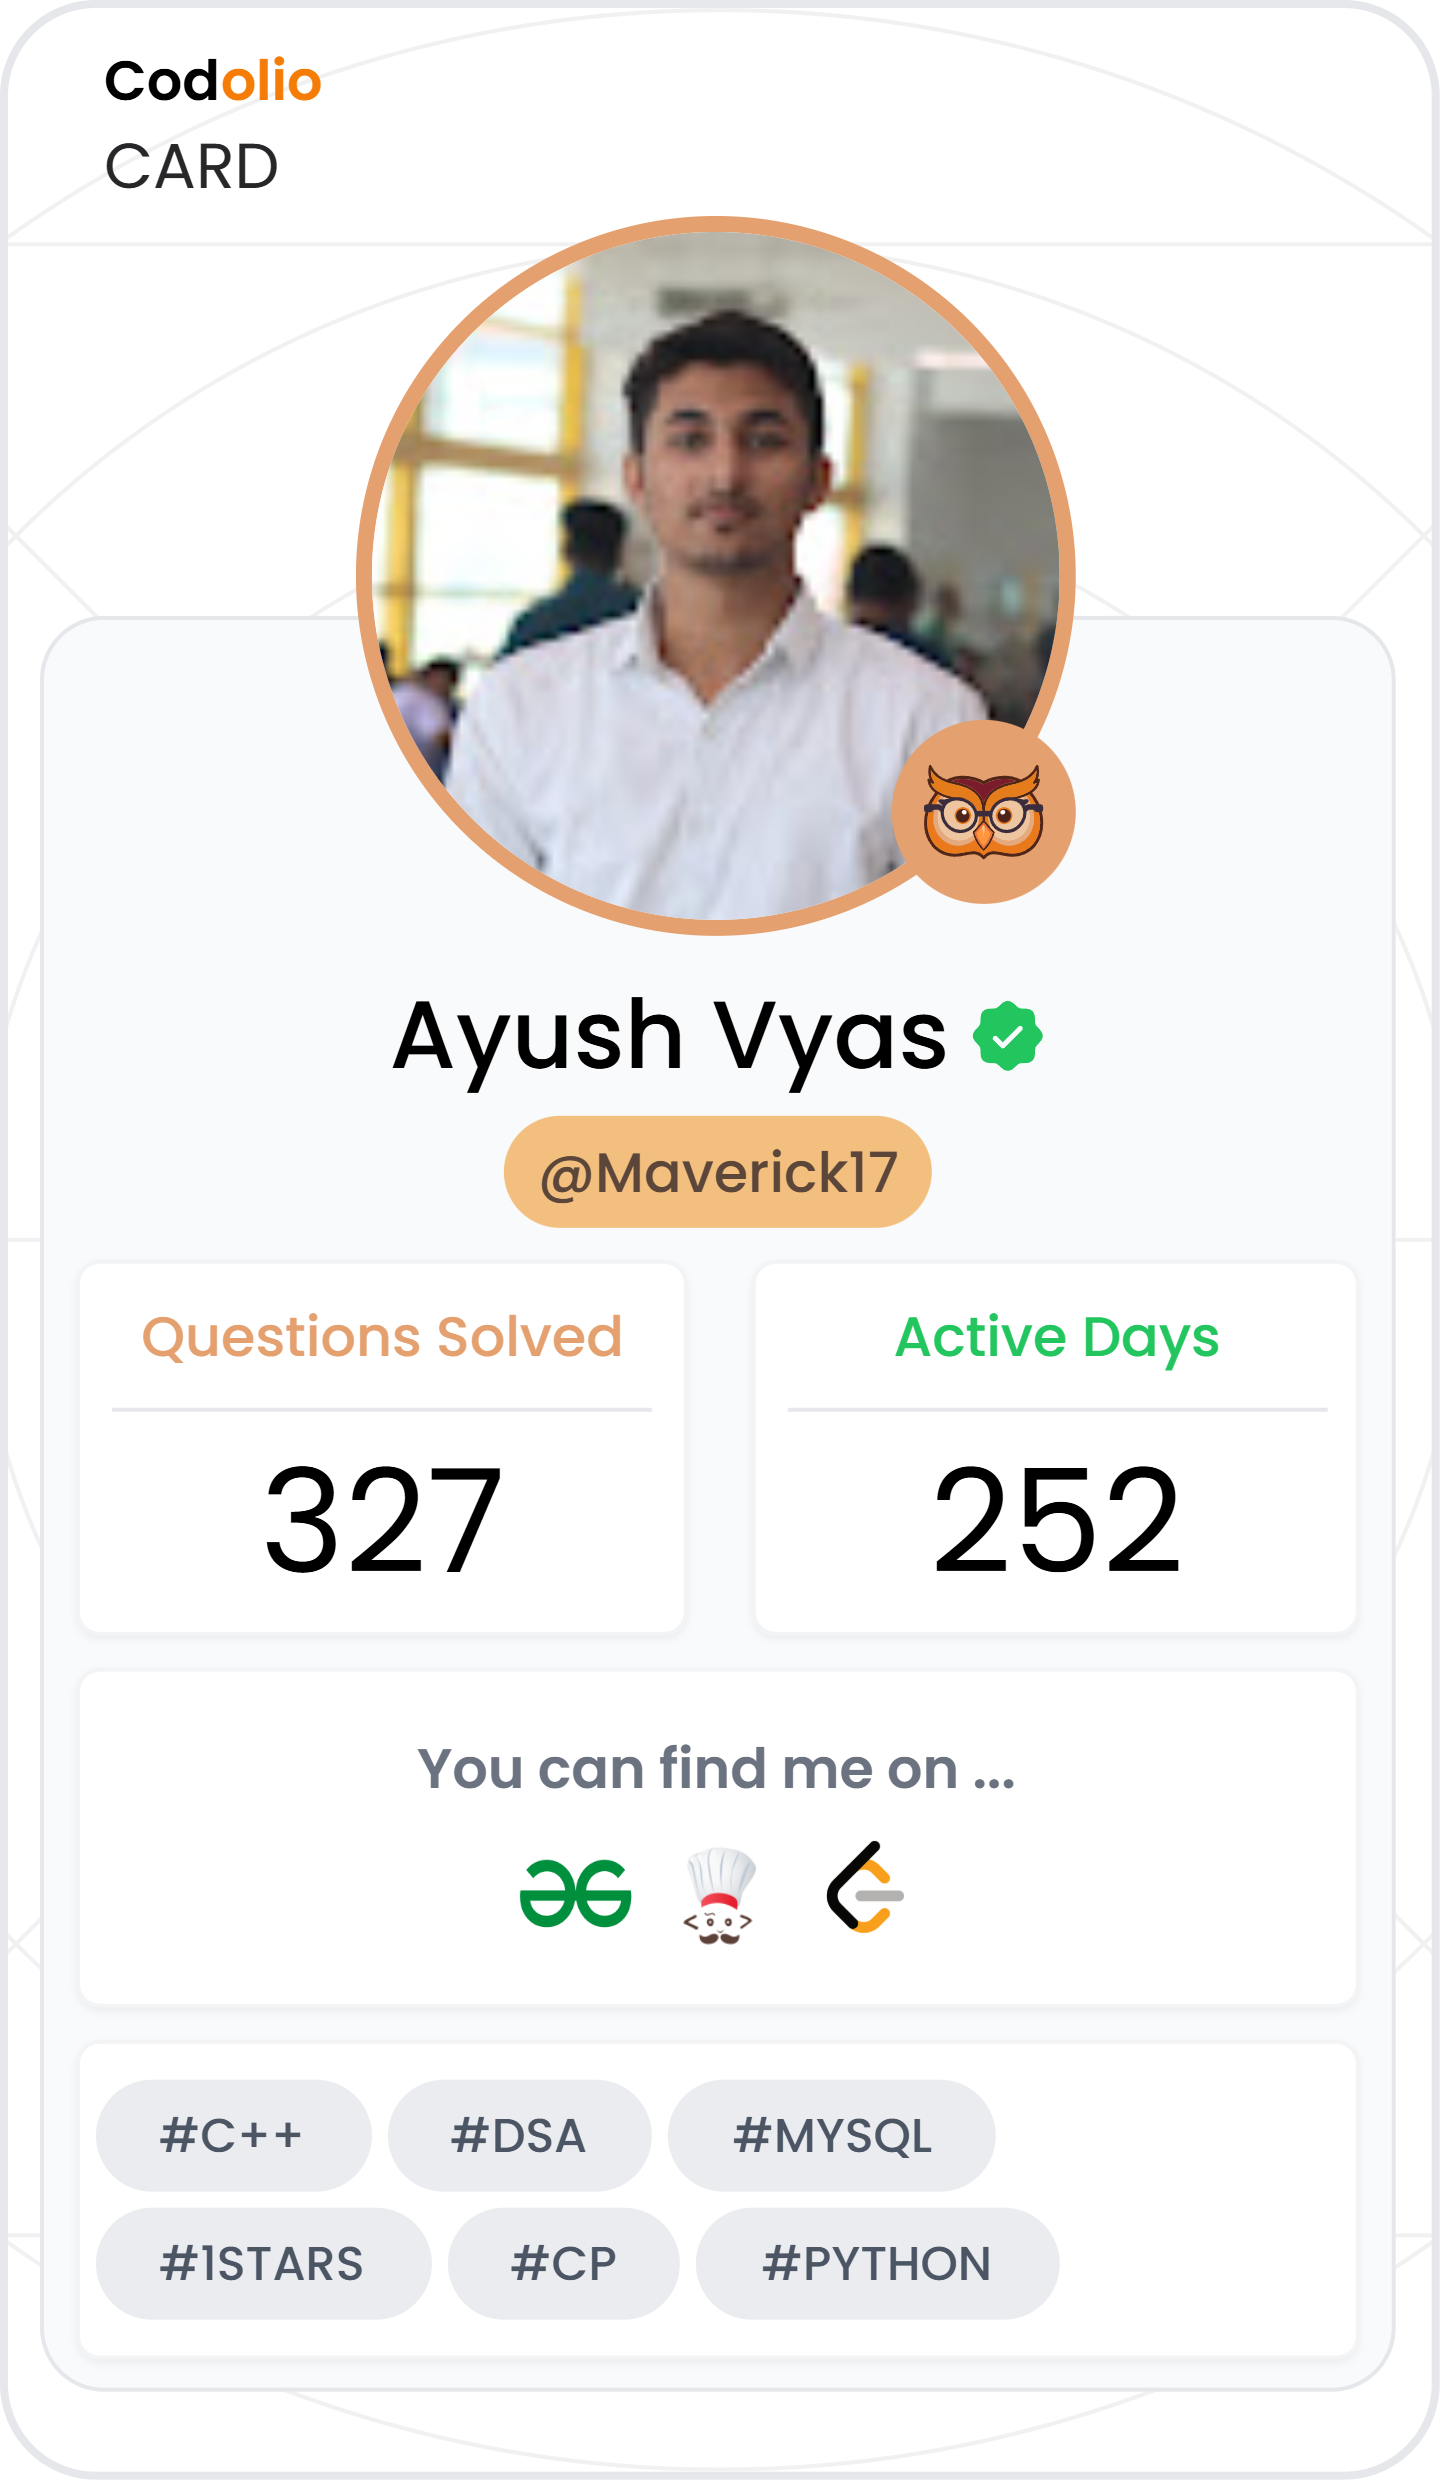 Codolio
CARD
Ayush Vyas
@Maverick17
Questions Solved
327
Active Days
252
You can find me on ...
#C++ #DSA #MYSQL
#1STARS #CP #PYTHON